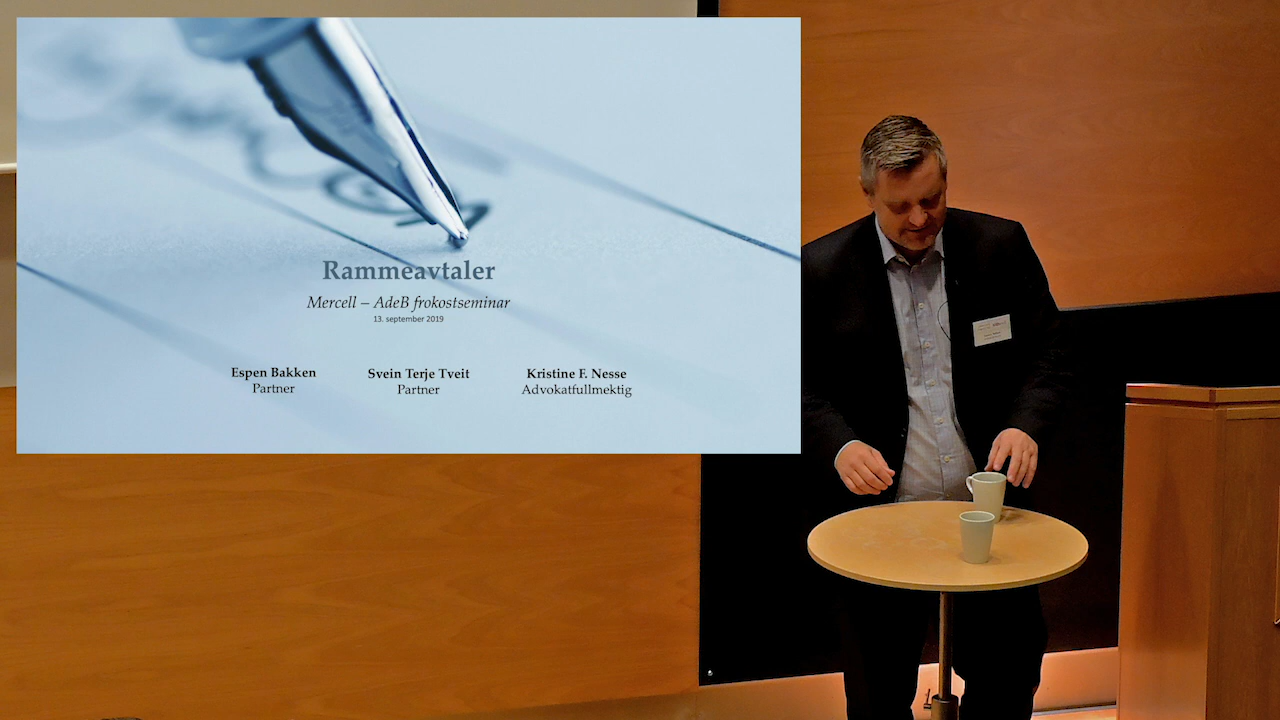 Rammeavtaler
Mercell – AdeB frokostseminar
13. september 2019
Espen Bakken
Partner
Svein Terje Tveit
Partner
Kristine F. Nesse
Advokatfullmektig